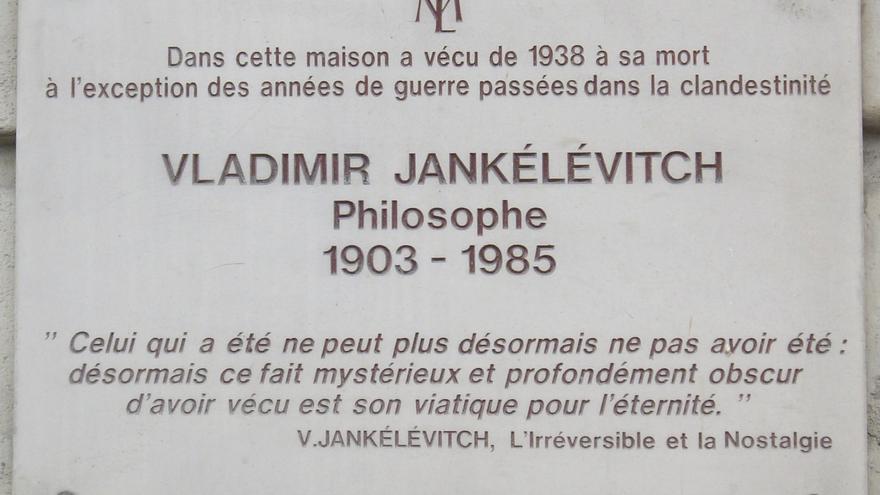 Dans cette maison a vécu de 1938 à sa mort
à l'exception des années de guerre passées dans la clandestinité
VLADIMIR JANKÉLÉVITCH
Philosophe
1903 - 1985
" Celui qui a été ne peut plus désormais ne pas avoir été :
désormais ce fait mystérieux et profondément obscur
d'avoir vécu est son viatique pour l'éternité. "
V.JANKÉLÉVITCH, L'Irréversible et la Nostalgie